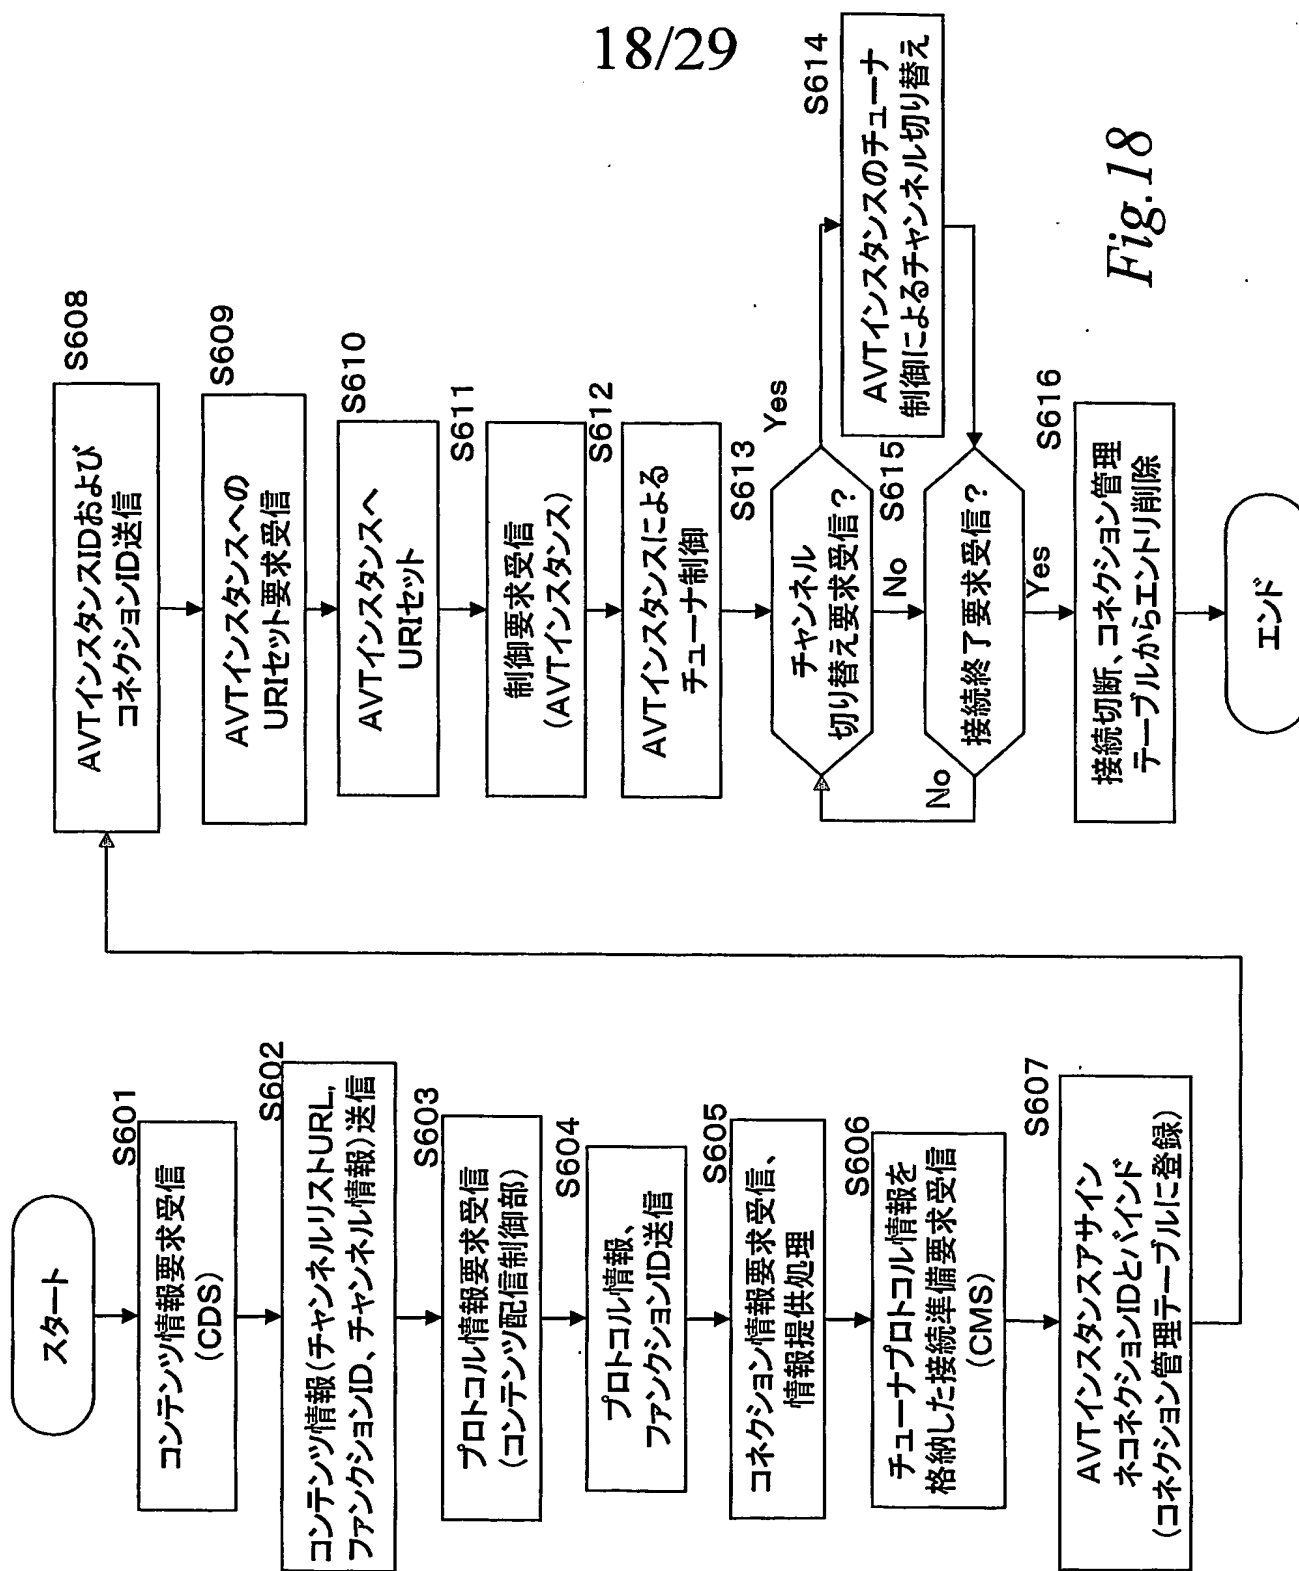 18/29
スタート
S601
コンテンツ情報要求受信
(CDS)
S602
コンテンツ情報(チャンネルリストURL,
ファンクションID、チャンネル情報)送信
S603
プロトコル情報要求受信
(コンテンツ配信制御部)
S604
プロトコル情報、
ファンクションID送信
S605
コネクション情報要求受信、
情報提供処理
S606
チューナプロトコル情報を
格納した接続準備要求受信
(CMS)
S607
AVTインスタンスアサイン
ネコネクションIDとバインド
(コネクション管理テーブルに登録)
S608
AVTインスタンスIDおよび
コネクションID送信
S609
AVTインスタンスへの
URIセット要求受信
S610
AVTインスタンスへ
URIセット
S611
制御要求受信
(AVTインスタンス)
S612
AVTインスタンスによる
チューナ制御
S613
チャンネル
切り替え要求受信?
Yes
No
S614
AVTインスタンスのチューナ
制御によるチャンネル切り替え
S615
接続終了要求受信?
No
Yes
S616
接続切断、コネクション管理
テーブルからエントリ削除
エンド
Fig.18